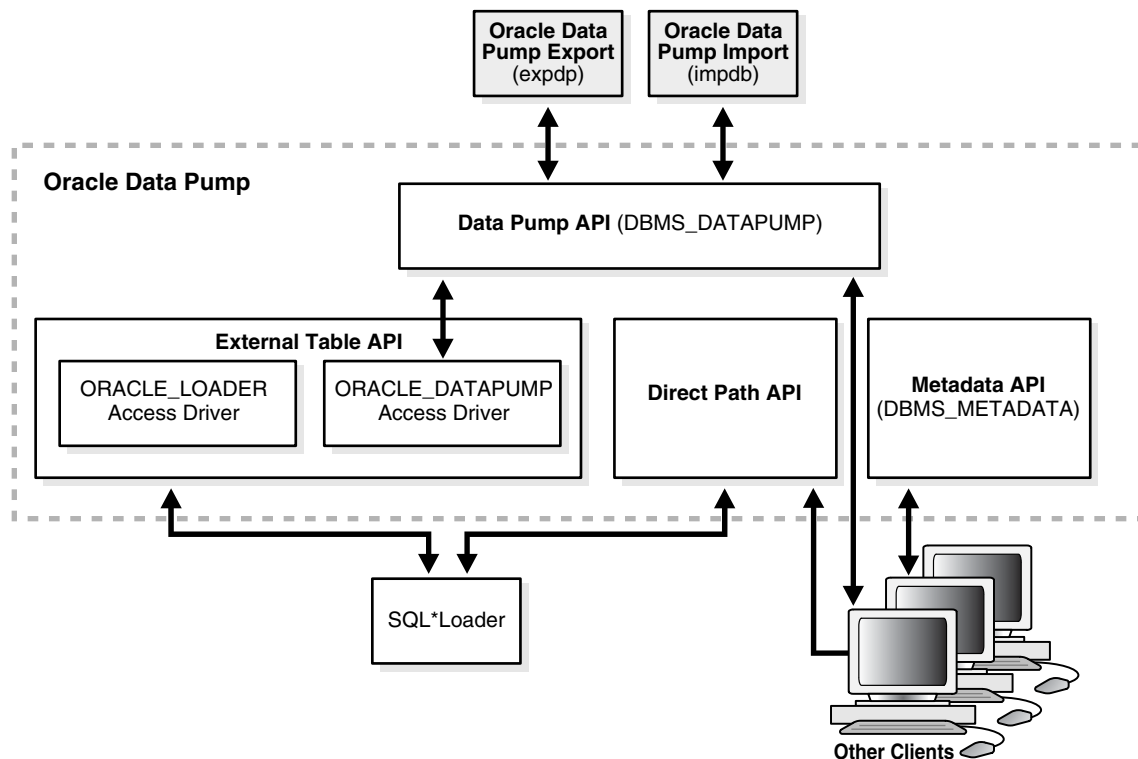 Oracle Data
Pump Export
(expdp)
Oracle Data
Pump Import
(impdb)
Oracle Data Pump
Data Pump API (DBMS_DATAPUMP)
External Table API
ORACLE_LOADER
Access Driver
ORACLE_DATAPUMP
Access Driver
Direct Path API
Metadata API
(DBMS_METADATA)
SQL*Loader
Other Clients